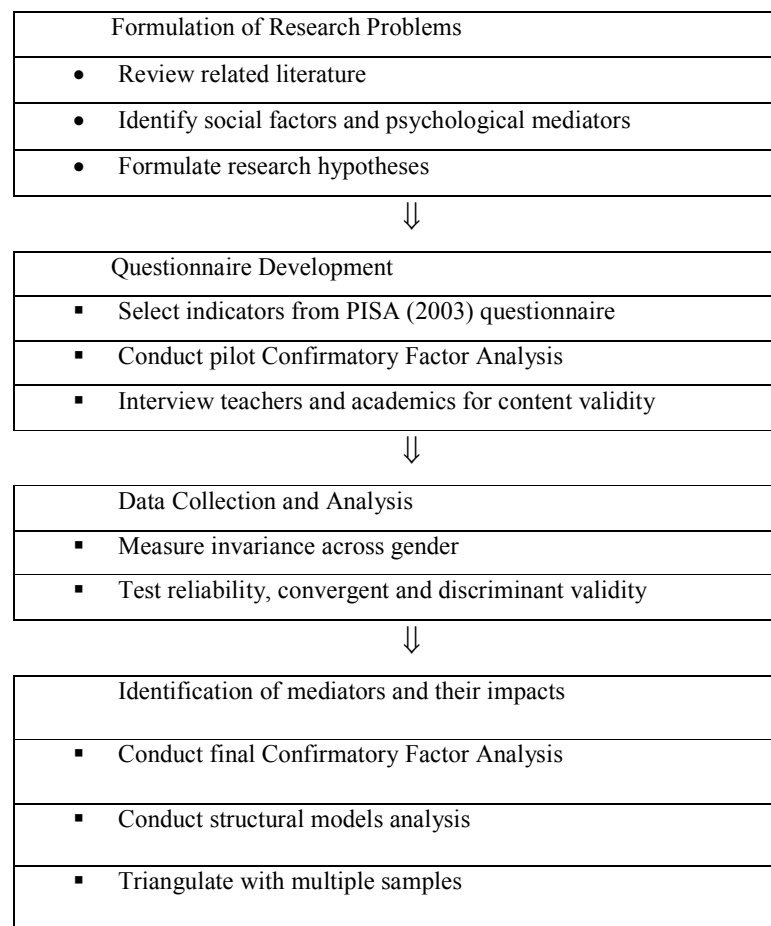 Formulation of Research Problems
• Review related literature
• Identify social factors and psychological mediators
• Formulate research hypotheses
⇓
Questionnaire Development
▪ Select indicators from PISA (2003) questionnaire
▪ Conduct pilot Confirmatory Factor Analysis
▪ Interview teachers and academics for content validity
⇓
Data Collection and Analysis
▪ Measure invariance across gender
▪ Test reliability, convergent and discriminant validity
⇓
Identification of mediators and their impacts
▪ Conduct final Confirmatory Factor Analysis
▪ Conduct structural models analysis
▪ Triangulate with multiple samples